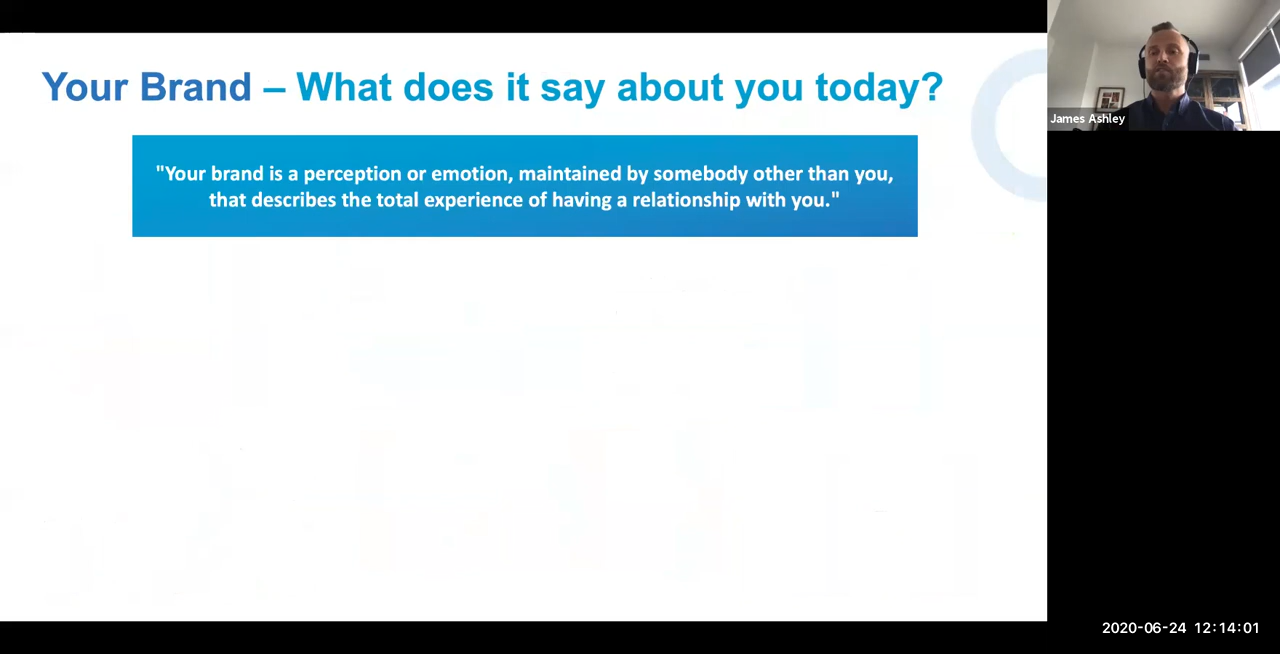 Your Brand – What does it say about you today?
"Your brand is a perception or emotion, maintained by somebody other than you,
that describes the total experience of having a relationship with you."
James Ashley
2020-06-24 12:14:01